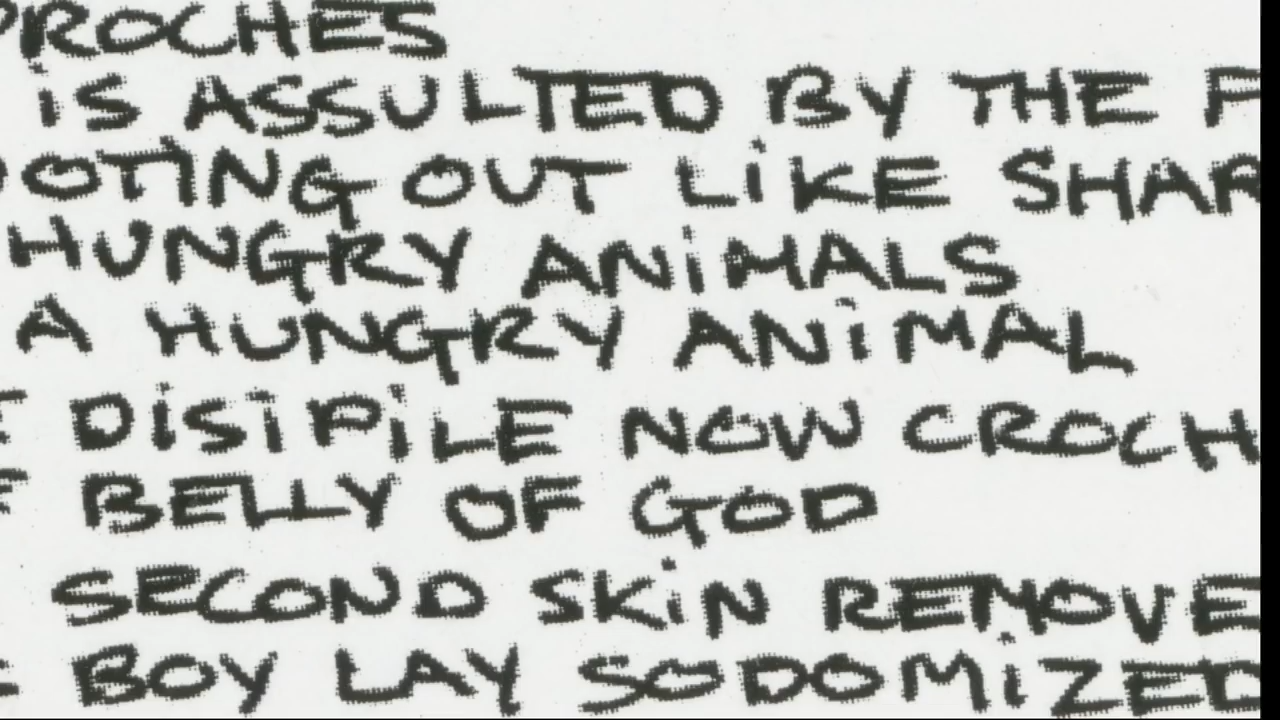 PROCHES
iS ASSULTED BY THE F
OOTING OUT LiKE SHAR
HUNGRY ANiMALS
A HUNGRY ANiMAL
DiSiPiLE NOW CROCH
BELLY OF GOD
SECOND SKiN REMOVE
BOY LAY SODOMiZED